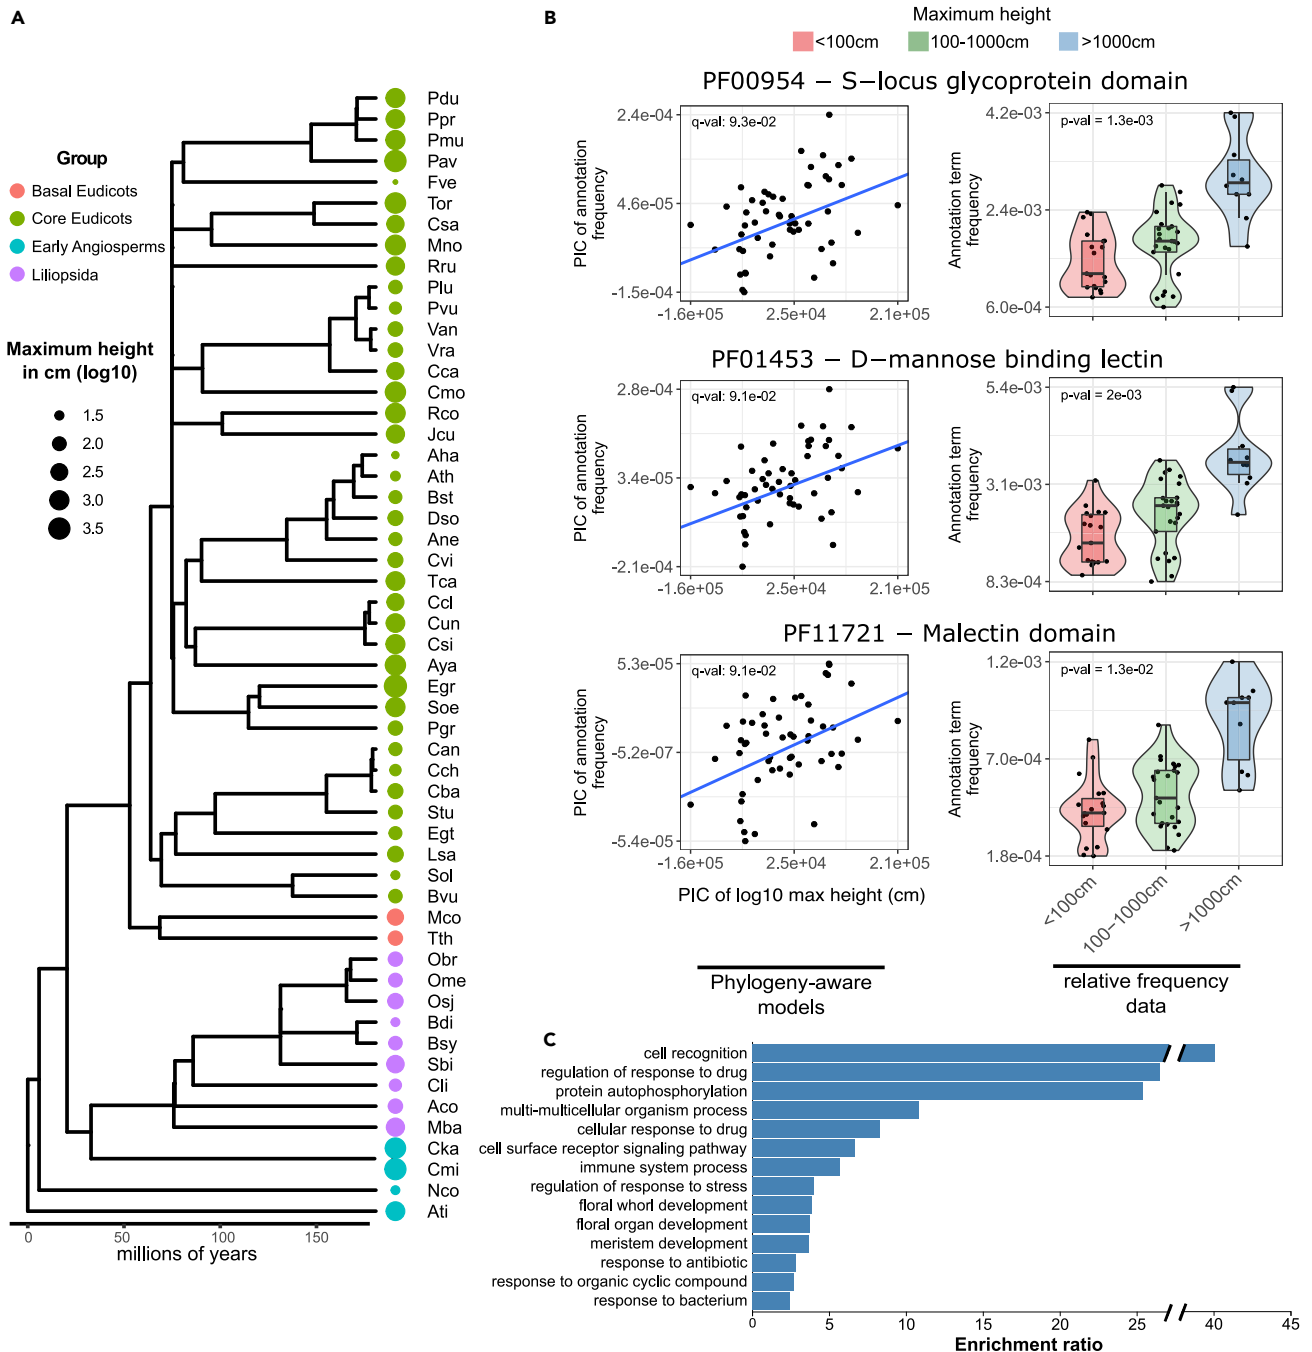 A
Group
Basal Eudicots
Core Eudicots
Early Angiosperms
Liliopsida
Maximum height
in cm (log10)
1.5
2.0
2.5
3.0
3.5
Pdu
Ppr
Pmu
Pav
Fve
Tor
Csa
Mno
Rru
Plu
Pvu
Van
Vra
Cca
Cmo
Rco
Jcu
Aha
Ath
Bst
Dso
Ane
Cvi
Tca
Ccl
Cun
Csi
Aya
Egr
Soe
Pgr
Can
Cch
Cba
Stu
Egt
Lsa
Sol
Bvu
Mco
Tth
Obr
Ome
Osj
Bdi
Bsy
Sbi
Cli
Aco
Mba
Cka
Cmi
Nco
Ati
0 50 100 150
millions of years
B
Maximum height
<100cm 100-1000cm >1000cm
PF00954 – S–locus glycoprotein domain
PIC of annotation
frequency
2.4e-04
4.6e-05
-1.5e-04
q-val: 9.3e-02
-1.6e+05 2.5e+04 2.1e+05
Annotation term
frequency
4.2e-03
2.4e-03
6.0e-04
p-val = 1.3e-03
PF01453 – D–mannose binding lectin
PIC of annotation
frequency
2.8e-04
3.4e-05
-2.1e-04
q-val: 9.1e-02
-1.6e+05 2.5e+04 2.1e+05
Annotation term
frequency
5.4e-03
3.1e-03
8.3e-04
p-val = 2e-03
PF11721 – Malectin domain
PIC of annotation
frequency
5.3e-05
-5.2e-07
-5.4e-05
q-val: 9.1e-02
-1.6e+05 2.5e+04 2.1e+05
PIC of log10 max height (cm)
Annotation term
frequency
1.2e-03
7.0e-04
1.8e-04
p-val = 1.3e-02
<100cm
100–1000cm
>1000cm
Phylogeny-aware
models
relative frequency
data
C
cell recognition
regulation of response to drug
protein autophosphorylation
multi-multicellular organism process
cellular response to drug
cell surface receptor signaling pathway
immune system process
regulation of response to stress
floral whorl development
floral organ development
meristem development
response to antibiotic
response to organic cyclic compound
response to bacterium
0 5 10 15 20 25 40 45
Enrichment ratio